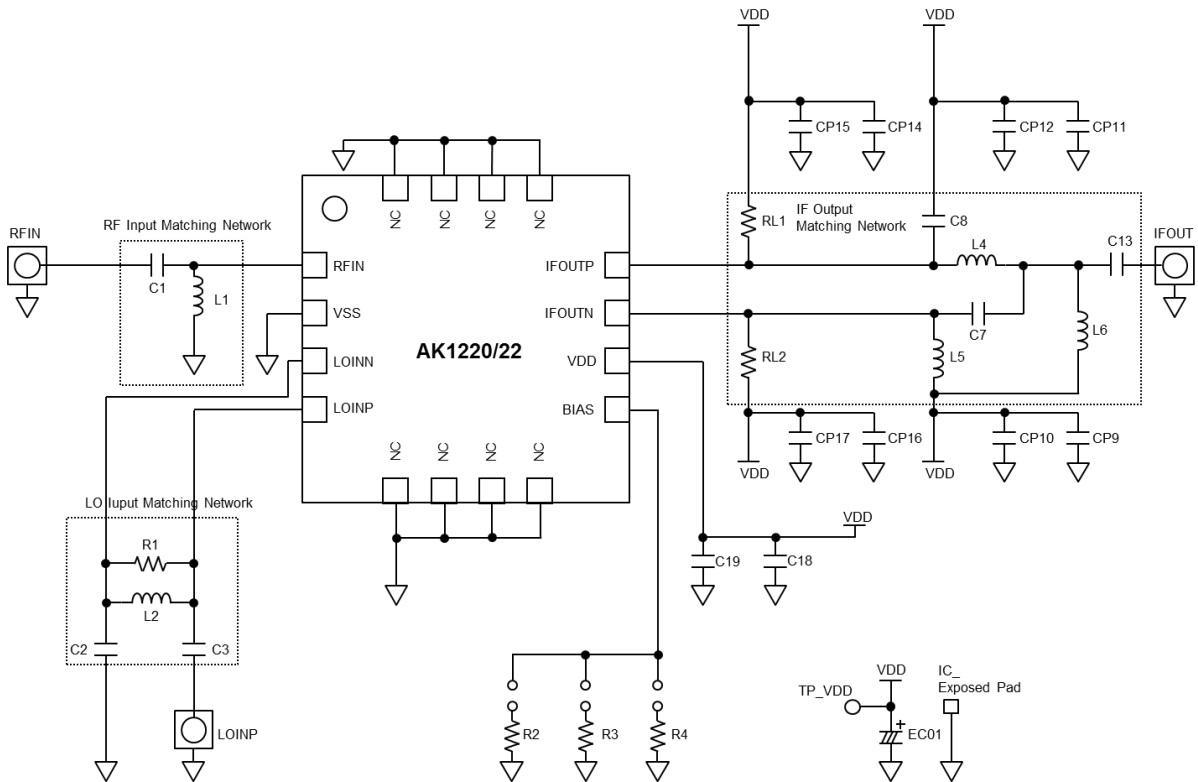 VDD
VDD
CP15
CP14
CP12
CP11
NC
NC
NC
NC
RF Input Matching Network
RL1
IF Output
Matching Network
C8
L4
C13
IFOUT
RFIN
C1
L1
RFIN
VSS
LOINN
LOINP
AK1220/22
IFOUTP
IFOUTN
VDD
BIAS
C7
L6
RL2
L5
NC
NC
NC
NC
CP17
CP16
CP10
CP9
VDD
VDD
LO Iuput Matching Network
R1
L2
C2
C3
LOINP
VDD
C19
C18
R2
R3
R4
VDD
TP_VDD
+
EC01
IC_
Exposed Pad